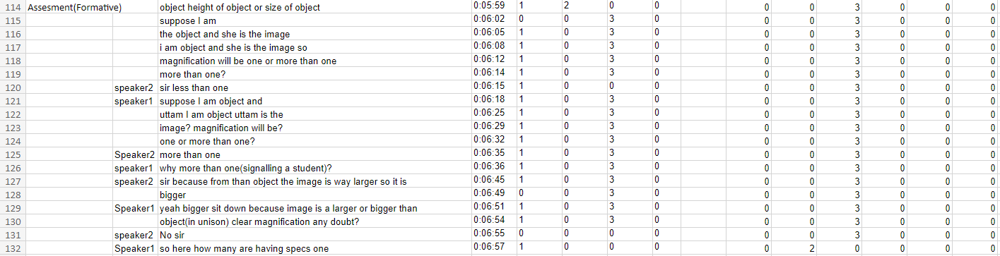 114 Assesment(Formative) object height of object or size of object 0:05:59 1 2 0 0 0 0 3 0 0 0
115 suppose I am 0:06:02 0 0 3 0 0 0 3 0 0 0
116 the object and she is the image 0:06:05 1 0 3 0 0 0 3 0 0 0
117 i am object and she is the image so 0:06:08 1 0 3 0 0 0 3 0 0 0
118 magnification will be one or more than one 0:06:12 1 0 3 0 0 0 3 0 0 0
119 more than one? 0:06:14 1 0 3 0 0 0 3 0 0 0
120 speaker2 sir less than one 0:06:15 1 0 0 0 0 0 3 0 0 0
121 speaker1 suppose I am object and 0:06:18 1 0 3 0 0 0 3 0 0 0
122 uttam I am object uttam is the 0:06:25 1 0 3 0 0 0 3 0 0 0
123 image? magnification will be? 0:06:29 1 0 3 0 0 0 3 0 0 0
124 one or more than one? 0:06:32 1 0 3 0 0 0 3 0 0 0
125 Speaker2 more than one 0:06:35 1 0 3 0 0 0 3 0 0 0
126 speaker1 why more than one(signalling a student)? 0:06:36 1 0 3 0 0 0 3 0 0 0
127 speaker2 sir because from than object the image is way larger so it is 0:06:45 1 0 3 0 0 0 3 0 0 0
128 bigger 0:06:49 0 0 3 0 0 0 3 0 0 0
129 Speaker1 yeah bigger sit down because image is a larger or bigger than 0:06:51 1 0 3 0 0 0 3 0 0 0
130 object(in unison) clear magnification any doubt? 0:06:54 1 0 3 0 0 0 3 0 0 0
131 speaker2 No sir 0:06:55 0 0 0 0 0 0 3 0 0 0
132 Speaker1 so here how many are having specs one 0:06:57 1 0 0 0 0 2 0 0 0 0